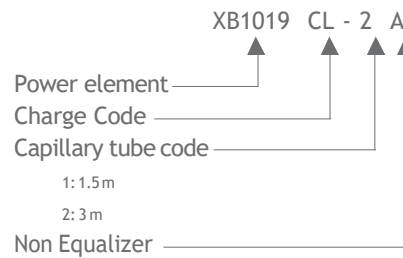 XB1019 CL - 2 A
Power element
Charge Code
Capillary tube code
1: 1.5 m
2: 3 m
Non Equalizer